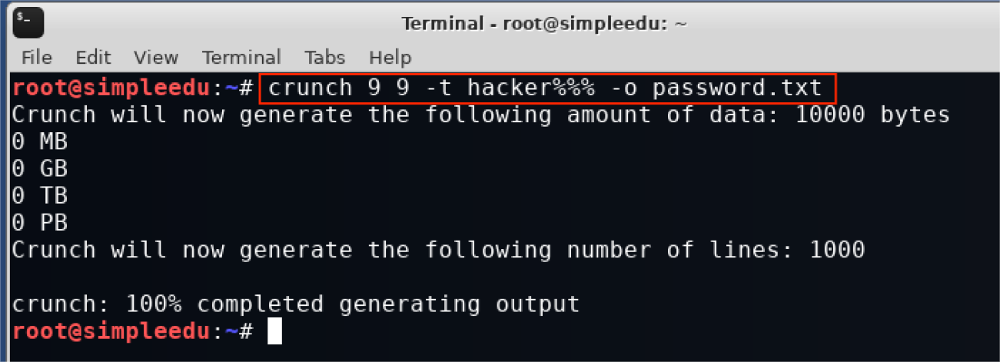 $_
Terminal - root@simpleedu: ~
File Edit View Terminal Tabs Help
root@simpleedu:~# crunch 9 9 -t hacker%%% -o password.txt
Crunch will now generate the following amount of data: 10000 bytes
0 MB
0 GB
0 TB
0 PB
Crunch will now generate the following number of lines: 1000
crunch: 100% completed generating output
root@simpleedu:~#